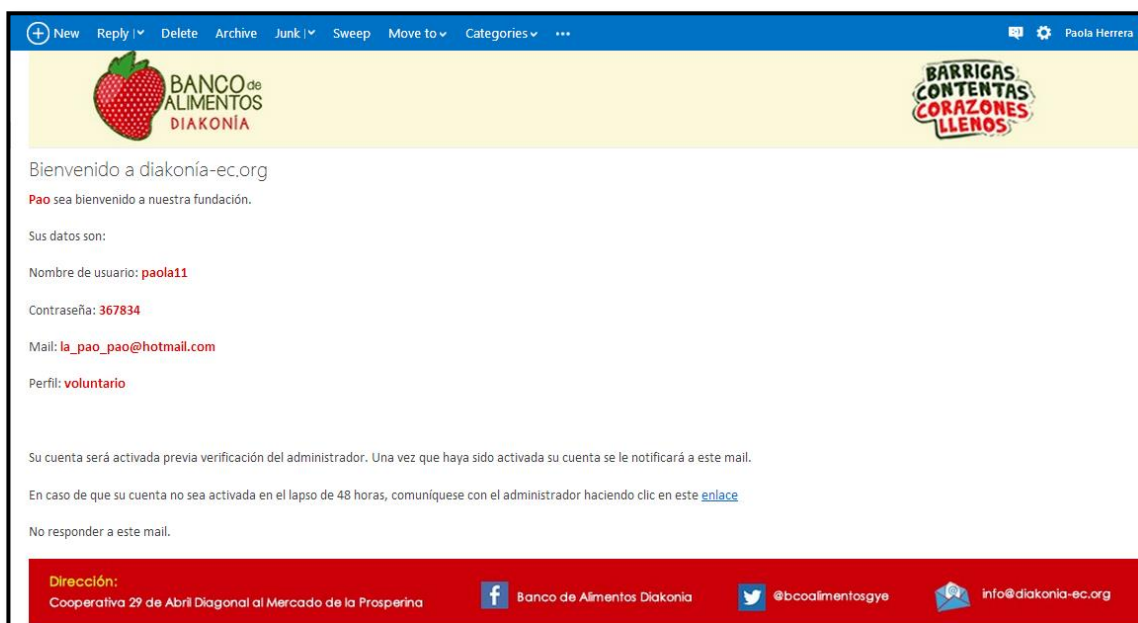 New Reply Delete Archive Junk Sweep Move to Categories ••• Paola Herrera
BANCO de
ALIMENTOS
DIAKONÍA
BARRIGAS
CONTENTAS
CORAZONES
LLENOS
Bienvenido a diakonía-ec.org
Pao sea bienvenido a nuestra fundación.
Sus datos son:
Nombre de usuario: paola11
Contraseña: 367834
Mail: la_pao_pao@hotmail.com
Perfil: voluntario
Su cuenta será activada previa verificación del administrador. Una vez que haya sido activada su cuenta se le notificará a este mail.
En caso de que su cuenta no sea activada en el lapso de 48 horas, comuníquese con el administrador haciendo clic en este enlace
No responder a este mail.
Dirección:
Cooperativa 29 de Abril Diagonal al Mercado de la Prosperina
Banco de Alimentos Diakonia
@bcoalimentosgye
info@diakonia-ec.org